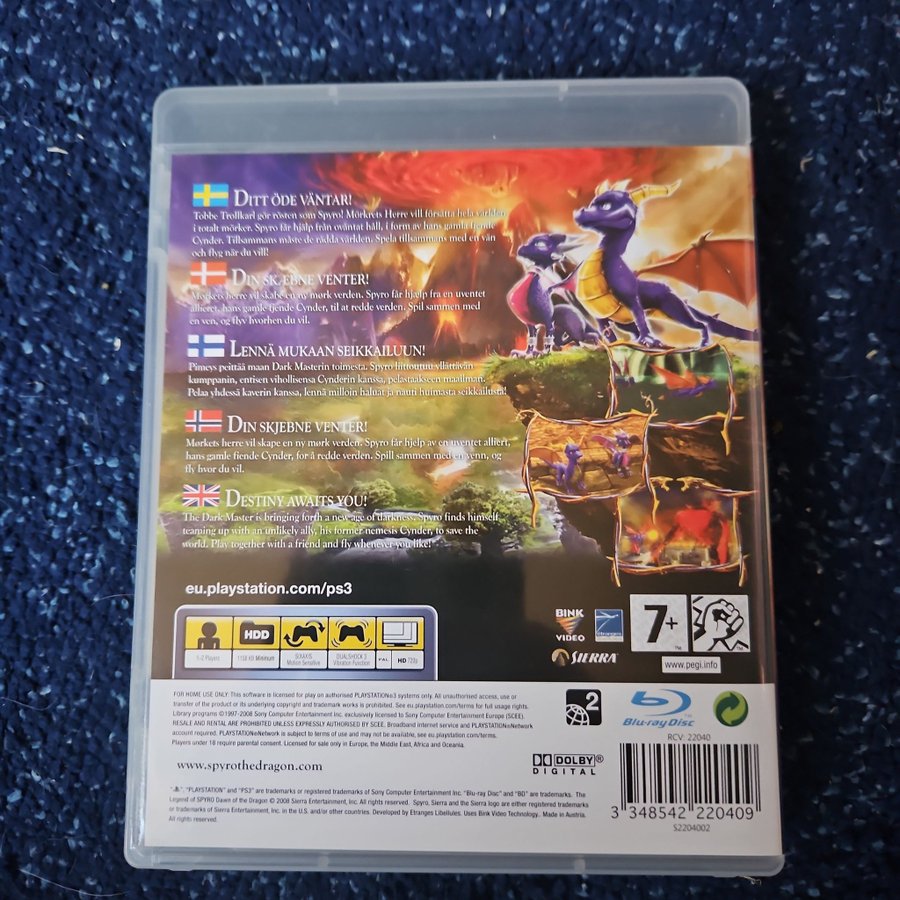 DITT ÖDE VÄNTAR!
Tobbe Trollkarl gör rösten som Spyro! Mörkrets Herre vill försätta hela världen
i totalt mörker. Spyro får hjälp från oväntat håll, i form av hans gamla fiende
Cynder. Tillsammans måste de rädda världen. Spela tillsammans med en vän
och flyg när du vill!
DIN SKÆBNE VENTER!
Mørkets herre vil skabe en ny mørk verden. Spyro får hjælp fra en uventet
allieret, hans gamle fiende Cynder, til at redde verden. Spil sammen med
en ven, og flyv hvorhen du vil.
LENNÄ MUKAAN SEIKKAILUUN!
Pimeys peittää maan Dark Masterin toimesta. Spyro liittoutuu yllättävän
kumppanin, entisen vihollisensa Cynderin kanssa, pelastaakseen maailman.
Pelaa yhdessä kaverin kanssa, lennä milloin haluat ja nauti huimasta seikkailusta!
DIN SKJEBNE VENTER!
Mørkets herre vil skape en ny mørk verden. Spyro får hjelp av en uventet alliert,
hans gamle fiende Cynder, for å redde verden. Spill sammen med en venn, og
fly hvor du vil.
DESTINY AWAITS YOU!
The Dark Master is bringing forth a new age of darkness. Spyro finds himself
teaming up with an unlikely ally, his former nemesis Cynder, to save the
world. Play together with a friend and fly whenever you like!
eu.playstation.com/ps3
HDD
1-2 Players
MB Minimum
SIXAXIS
Motion Sensitive
DUALSHOCK 3
Vibration Function
PAL
HD 720p
BINK
VIDEO
étranges
SIERRA
7+
™
™
www.pegi.info
FOR HOME USE ONLY. This software is licensed for play on authorised PLAYSTATION®3 systems only. All unauthorised access, use or
transfer of the product or its underlying copyright and trademark works is prohibited. See eu.playstation.com/terms for full usage rights.
Library programs ©1997-2008 Sony Computer Entertainment Inc. exclusively licensed to Sony Computer Entertainment Europe (SCEE).
RESALE AND RENTAL ARE PROHIBITED UNLESS EXPRESSLY AUTHORISED BY SCEE. Broadband internet service and PLAYSTATION®Network
account required. PLAYSTATION®Network is subject to terms of use and may not be available, see eu.playstation.com/terms.
Players under 18 require parental consent. Licensed for sale only in Europe, the Middle East, Africa and Oceania.
2
Blu-ray Disc
RCV: 22040
www.spyrothedragon.com
DOLBY®
DIGITAL
"PLAYSTATION" and "PS3" are trademarks or registered trademarks of Sony Computer Entertainment Inc. "Blu-ray Disc" and "BD" are trademarks. The
Legend of SPYRO Dawn of the Dragon © 2008 Sierra Entertainment, Inc. All rights reserved. Spyro, Sierra and the Sierra logo are either registered trademarks
or trademarks of Sierra Entertainment, Inc. in the U.S. and/or other countries. Developed by Etranges Libellules. Uses Bink Video Technology. Made in Austria.
All rights reserved.
3 348542 220409
S2204002